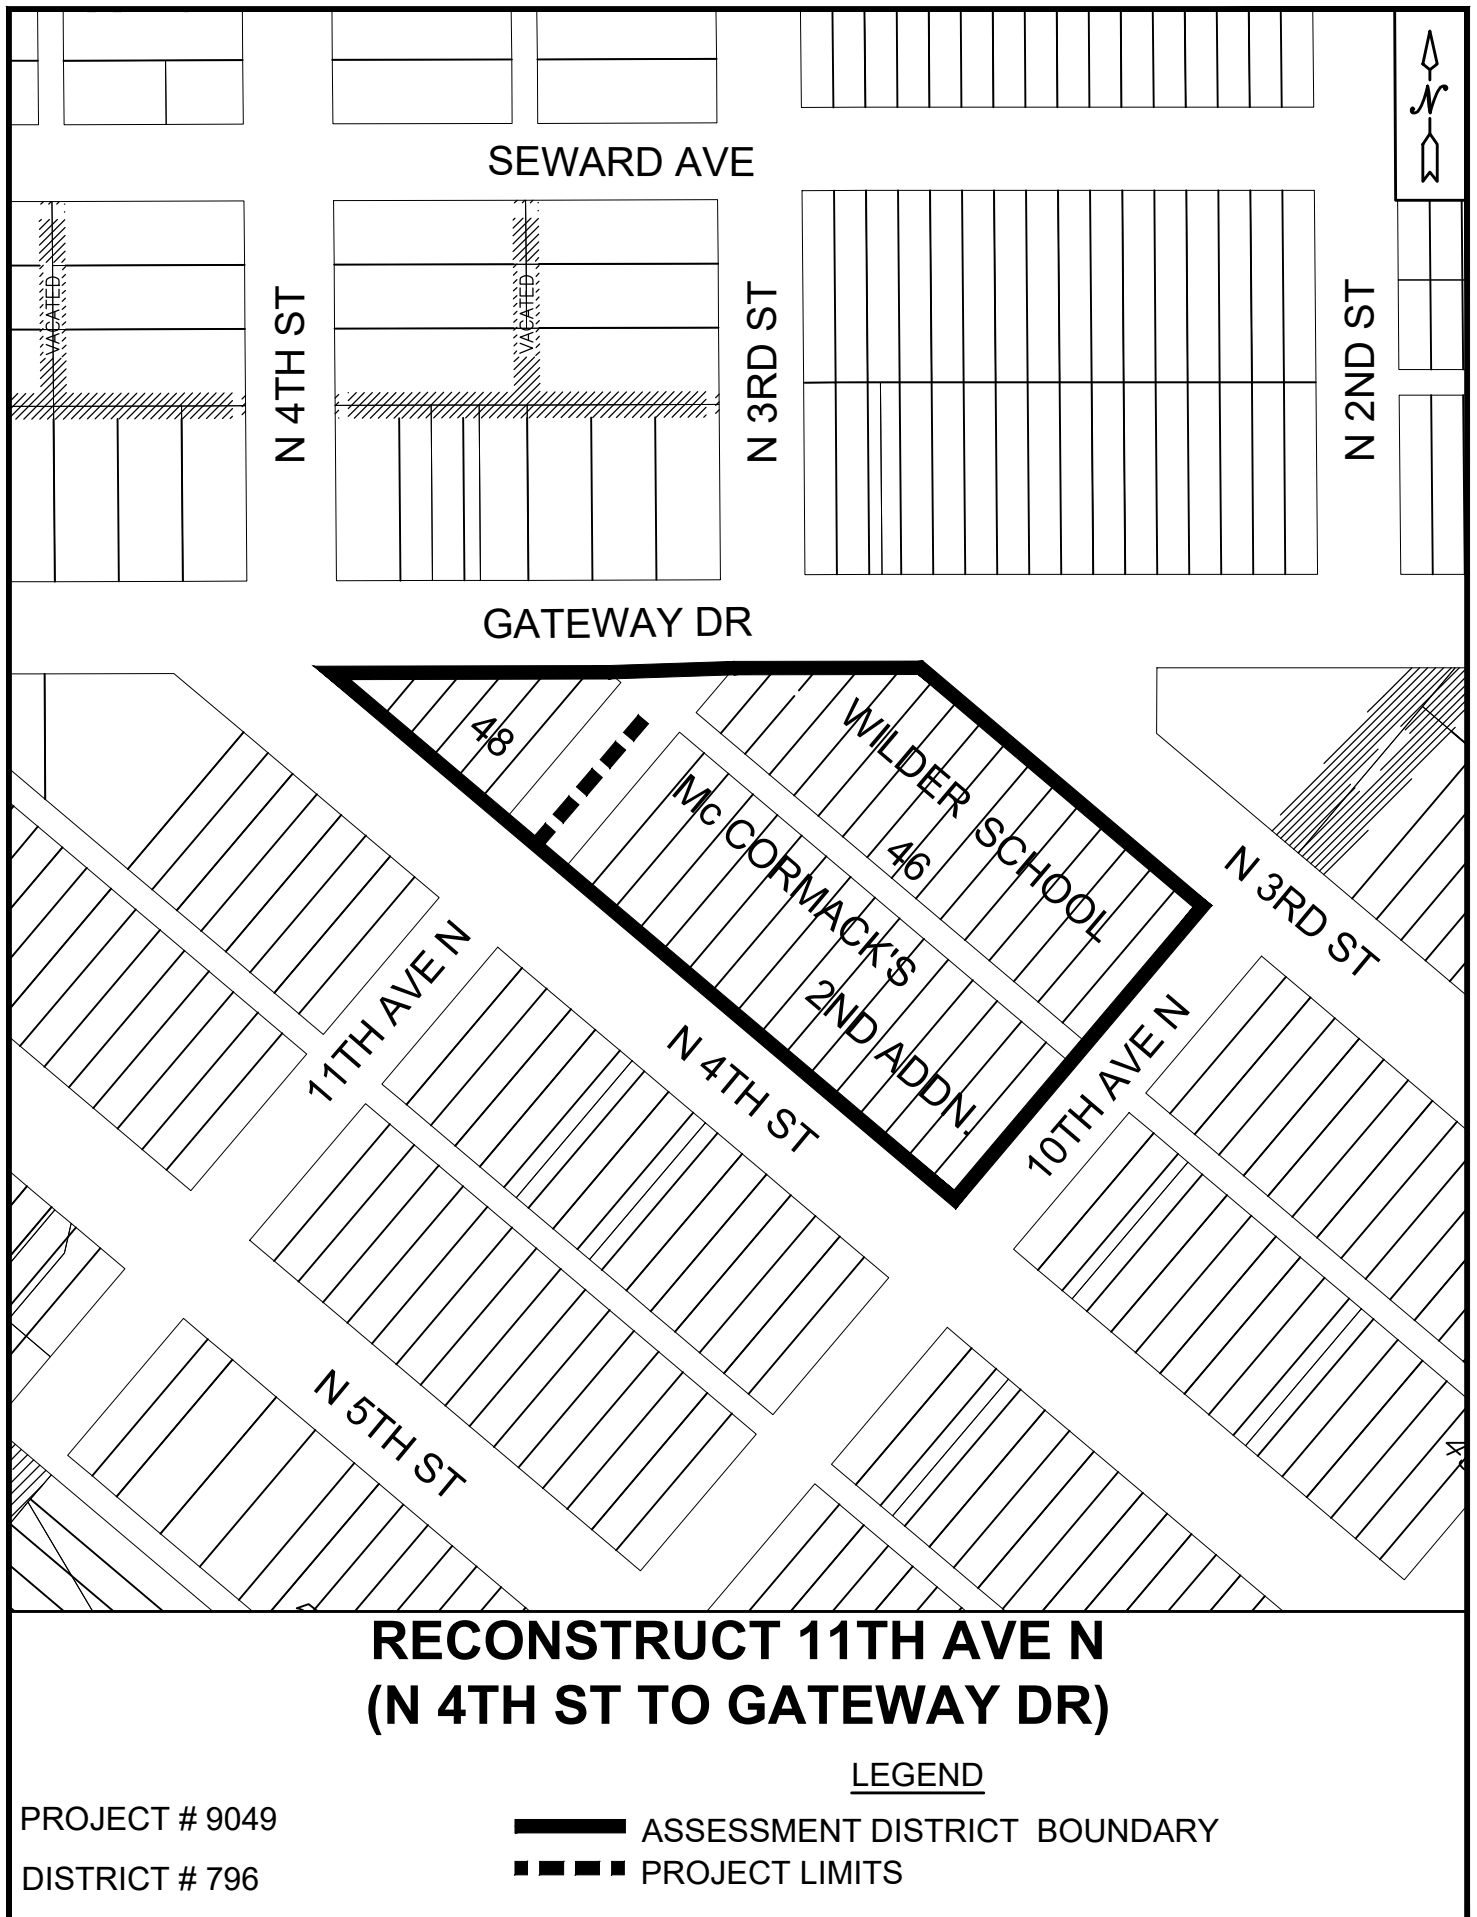 N
SEWARD AVE
VACATED
VACATED
N 4TH ST
N 3RD ST
N 2ND ST
GATEWAY DR
48
WILDER SCHOOL
46
Mc CORMACK'S
2ND ADDN.
N 3RD ST
11TH AVE N
N 4TH ST
10TH AVE N
N 5TH ST
RECONSTRUCT 11TH AVE N
(N 4TH ST TO GATEWAY DR)
LEGEND
PROJECT # 9049
ASSESSMENT DISTRICT BOUNDARY
PROJECT LIMITS
DISTRICT # 796